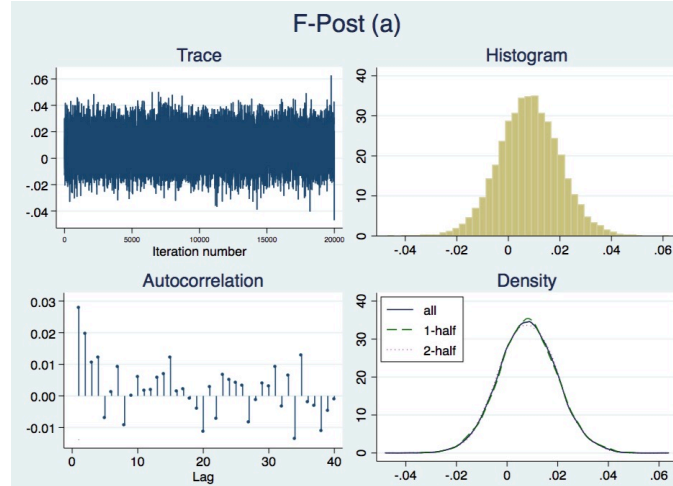 F-Post (a)
Trace
.06
.04
.02
0
-.02
-.04
0 5000 10000 15000 20000
Iteration number
Histogram
40
30
20
10
0
-.04 -.02 0 .02 .04 .06
Autocorrelation
0.03
0.02
0.01
0.00
-0.01
0 10 20 30 40
Lag
Density
all
1-half
2-half
40
30
20
10
0
-.04 -.02 0 .02 .04 .06